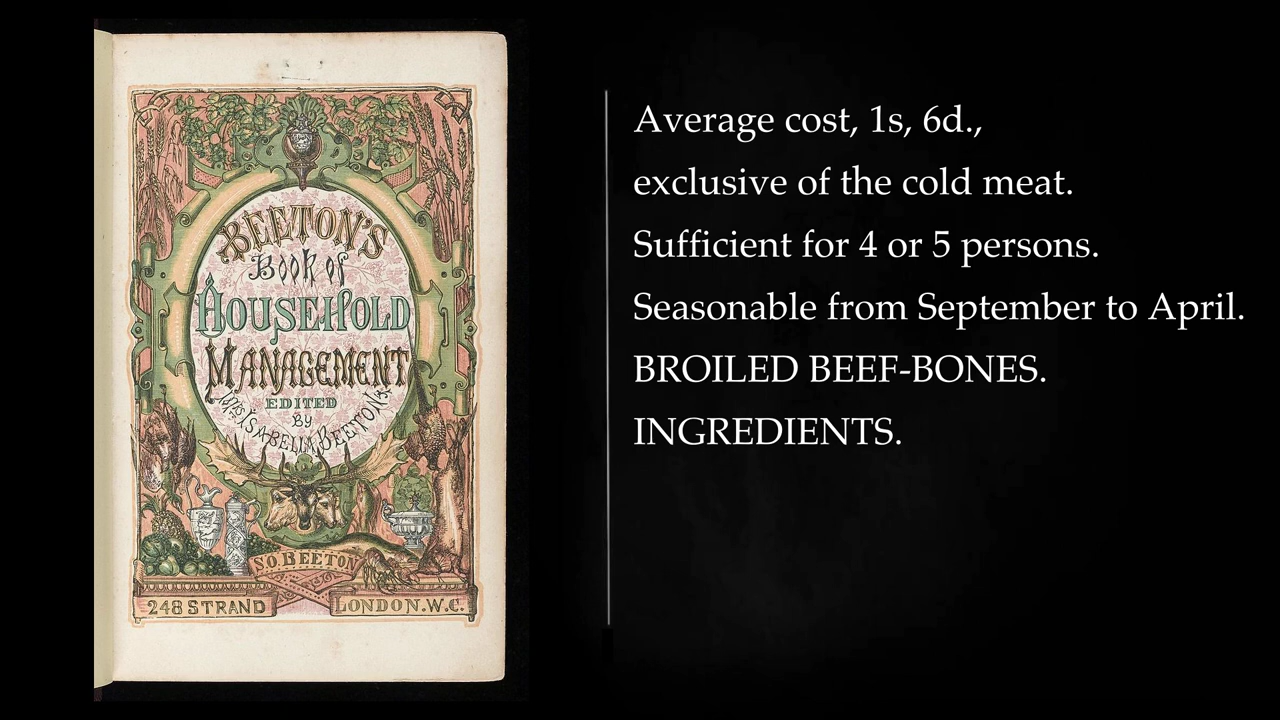 BEETON'S
Book of
HOUSEHOLD
MANAGEMENT
EDITED
BY
MRS ISABELLA BEETON
S.O. BEETON
248 STRAND
LONDON.W.C.
Average cost, 1s, 6d.,
exclusive of the cold meat.
Sufficient for 4 or 5 persons.
Seasonable from September to April.
BROILED BEEF-BONES.
INGREDIENTS.